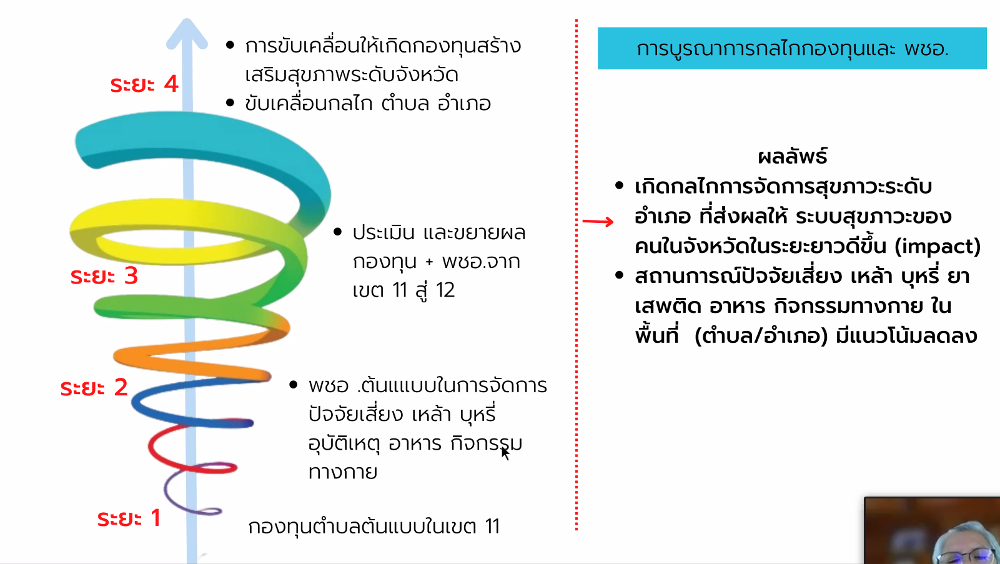 ระยะ 4
• การขับเคลื่อนให้เกิดกองทุนสร้าง
เสริมสุขภาพระดับจังหวัด
• ขับเคลื่อนกลไก ตำบล อำเภอ
ระยะ 3
• ประเมิน และขยายผล
กองทุน + พชอ.จาก
เขต 11 สู่ 12
ระยะ 2
• พชอ .ต้นแแบบในการจัดการ
ปัจจัยเสี่ยง เหล้า บุหรี่
อุบัติเหตุ อาหาร กิจกรรม
ทางกาย
ระยะ 1
กองทุนตำบลต้นแบบในเขต 11
การบูรณาการกลไกกองทุนและ พชอ.
ผลลัพธ์
• เกิดกลไกการจัดการสุขภาวะระดับ
อำเภอ ที่ส่งผลให้ ระบบสุขภาวะของ
คนในจังหวัดในระยะยาวดีขึ้น (impact)
• สถานการณ์ปัจจัยเสี่ยง เหล้า บุหรี่ ยา
เสพติด อาหาร กิจกรรมทางกาย ใน
พื้นที่ (ตำบล/อำเภอ) มีแนวโน้มลดลง